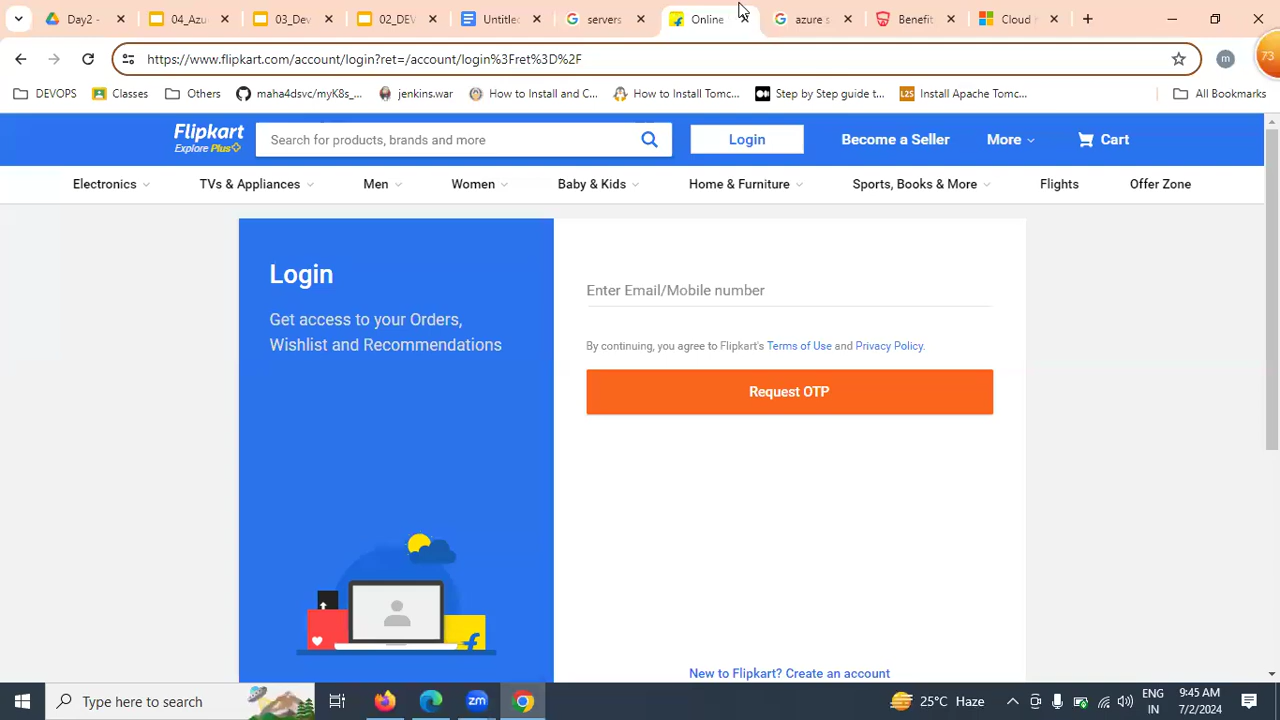 Day2 -
04_Azu
03_Dev
02_DEV
Untitle
servers
Online
azure s
Benefit
Cloud
https://www.flipkart.com/account/login?ret=/account/login%3Fret%3D%2F
m
73
DEVOPS
Classes
Others
maha4dsvc/myK8s_...
jenkins.war
How to Install and C...
How to Install Tomc...
Step by Step guide t...
Install Apache Tomc...
All Bookmarks
Flipkart
Explore Plus
Search for products, brands and more
Login
Become a Seller
More
Cart
Electronics
TVs & Appliances
Men
Women
Baby & Kids
Home & Furniture
Sports, Books & More
Flights
Offer Zone
Login
Get access to your Orders,
Wishlist and Recommendations
Enter Email/Mobile number
By continuing, you agree to Flipkart's Terms of Use and Privacy Policy.
Request OTP
New to Flipkart? Create an account
Type here to search
25°C Haze
ENG
IN
9:45 AM
7/2/2024